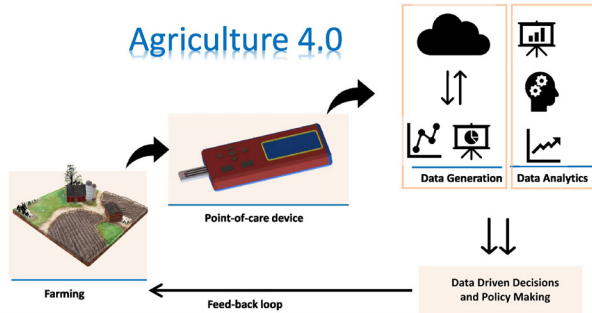 Agriculture 4.0
Data Generation
Data Analytics
Point-of-care device
Farming
Data Driven Decisions
and Policy Making
Feed-back loop